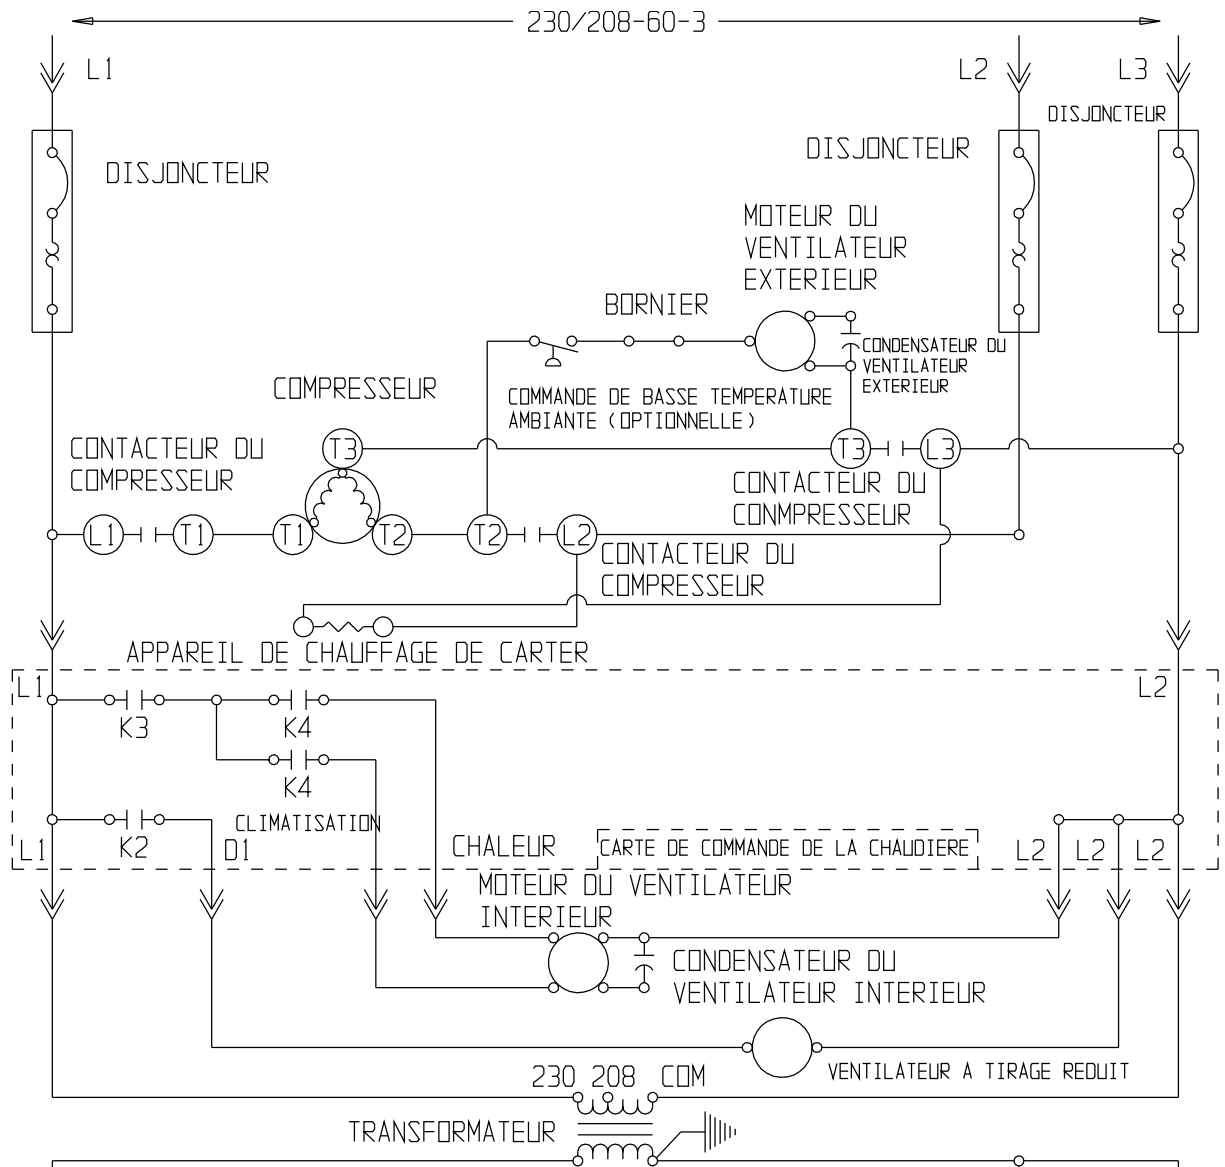 230/208-60-3
L1
L2
L3
DISJONCTEUR
DISJONCTEUR
DISJONCTEUR
MOTEUR DU
VENTILATEUR
EXTERIEUR
BORNIER
CONDENSATEUR DU
VENTILATEUR
EXTERIEUR
COMPRESSEUR
COMMANDE DE BASSE TEMPERATURE
AMBIANTE (OPTIONNELLE)
CONTACTEUR DU
COMPRESSEUR
T3
T3
L3
CONTACTEUR DU
CONMPRESSEUR
L1
T1
T1
T2
T2
L2
CONTACTEUR DU
COMPRESSEUR
APPAREIL DE CHAUFFAGE DE CARTER
L1
L2
K3
K4
K4
CLIMATISATION
L1
K2
D1
CHALEUR
CARTE DE COMMANDE DE LA CHAUDIERE
L2
L2
L2
MOTEUR DU VENTILATEUR
INTERIEUR
CONDENSATEUR DU
VENTILATEUR INTERIEUR
VENTILATEUR A TIRAGE REDUIT
230 208 COM
TRANSFORMATEUR